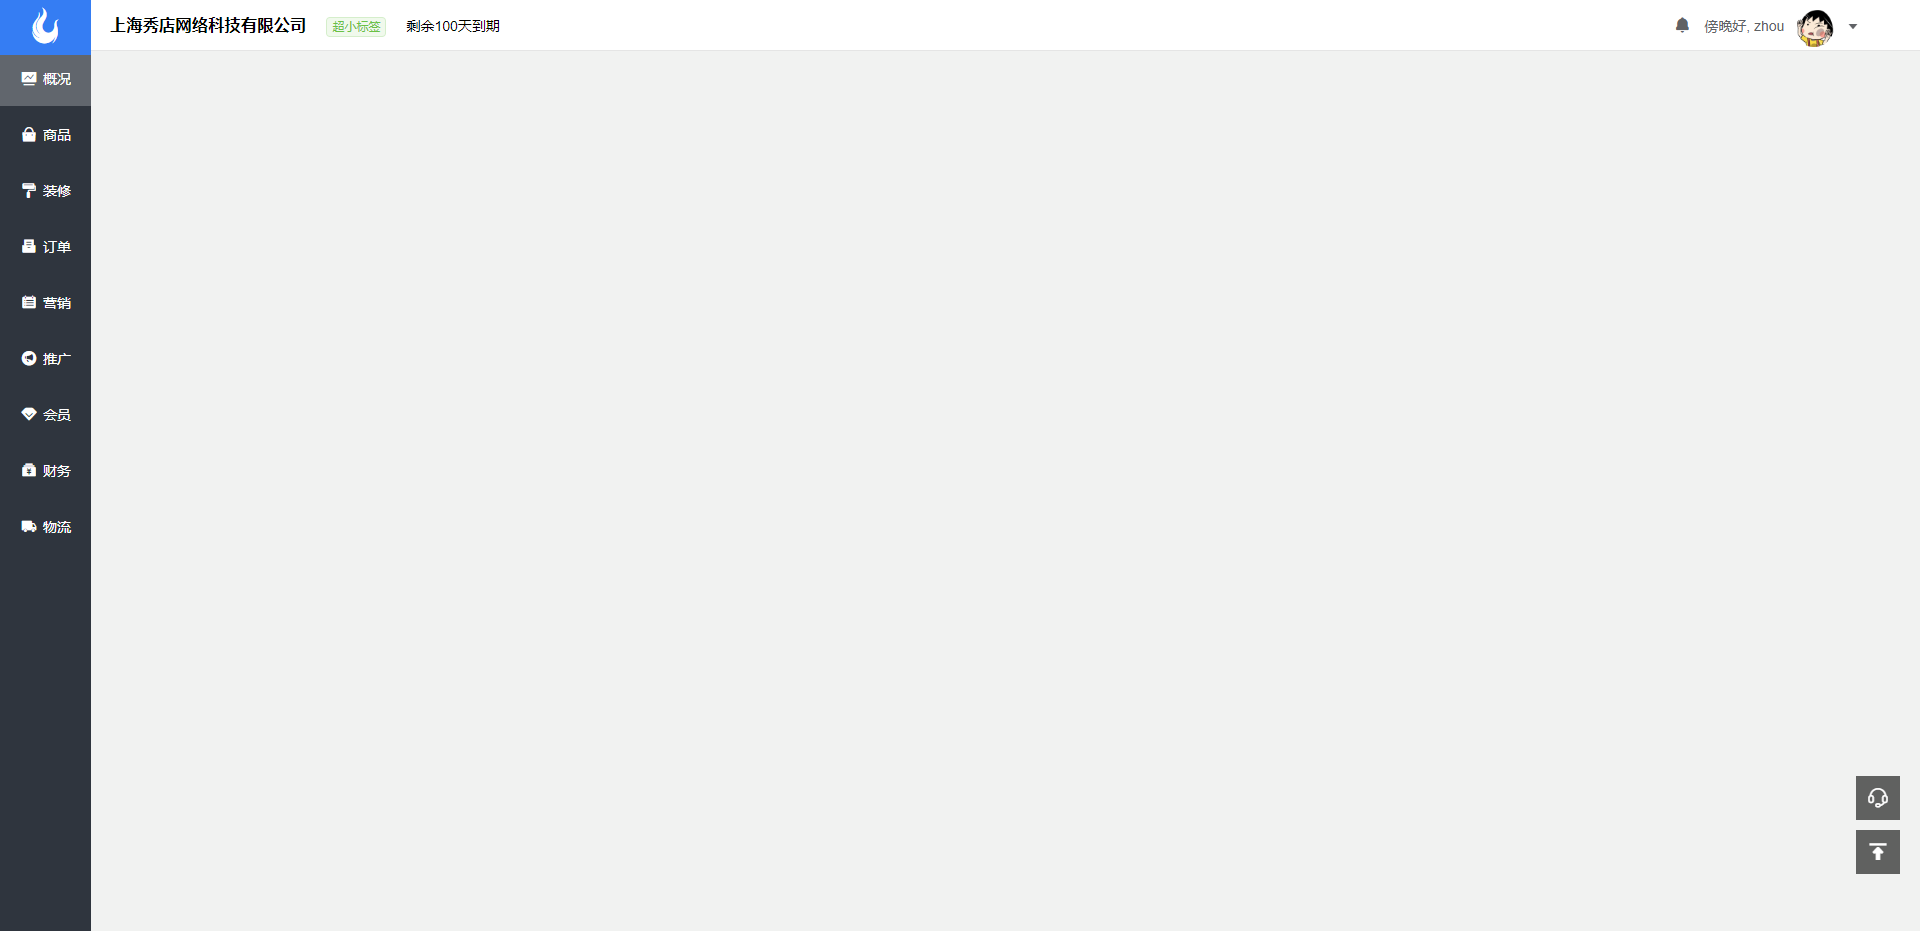 上海秀店网络科技有限公司 超小标签 剩余100天到期 傍晚好, zhou
概况
商品
装修
订单
营销
推广
会员
财务
物流